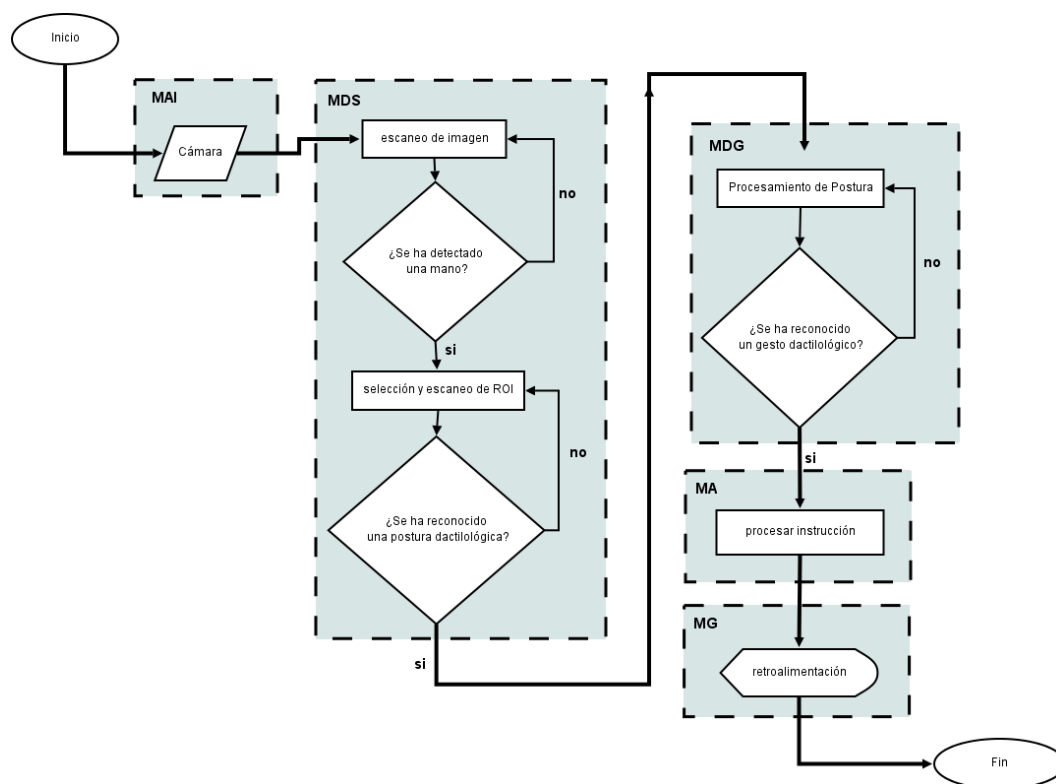 Inicio
MAI
Cámara
MDS
escaneo de imagen
no
¿Se ha detectado
una mano?
si
selección y escaneo de ROI
no
¿Se ha reconocido
una postura dactilológica?
si
MDG
Procesamiento de Postura
no
¿Se ha reconocido
un gesto dactilológico?
si
MA
procesar instrucción
MG
retroalimentación
Fin